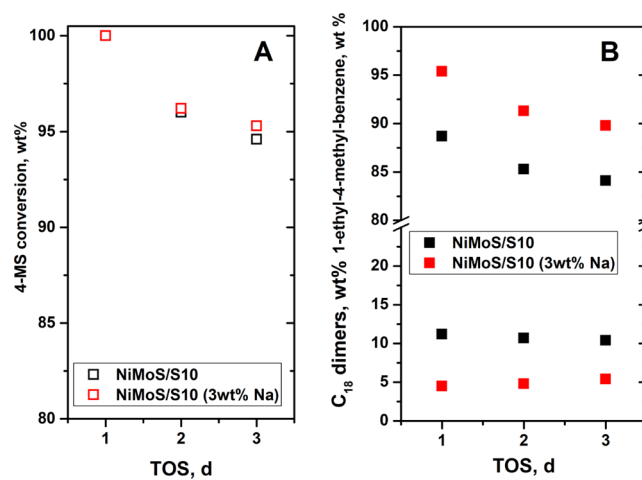 A
100
95
90
85
80
4-MS conversion, wt%
NiMoS/S10
NiMoS/S10 (3wt% Na)
1
2
3
TOS, d
B
100
95
90
85
80
20
15
10
5
0
C18 dimers, wt% 1-ethyl-4-methyl-benzene, wt %
NiMoS/S10
NiMoS/S10 (3wt% Na)
1
2
3
TOS, d